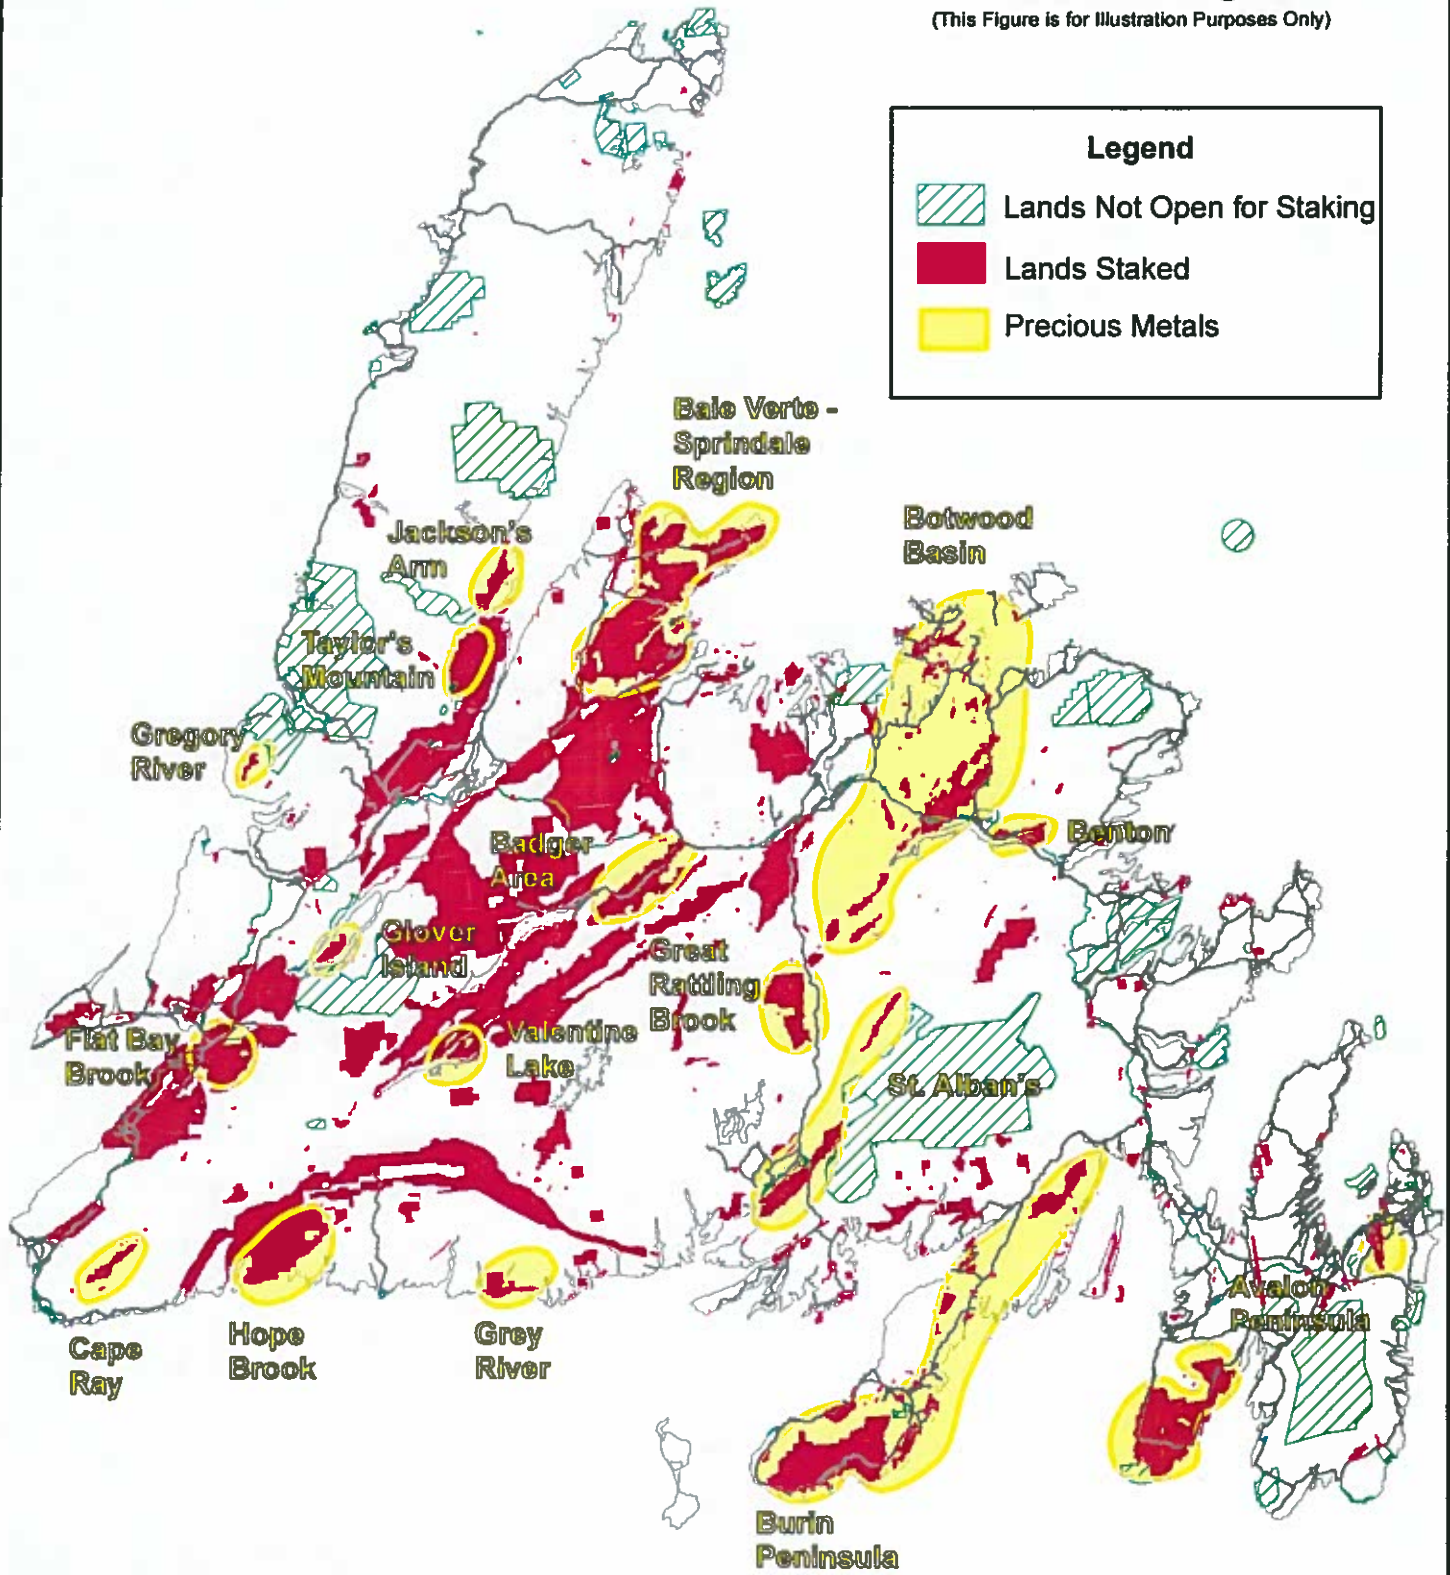 (This Figure is for Illustration Purposes Only)
Legend
Lands Not Open for Staking
Lands Staked
Precious Metals
Baie Verte -
Sprindale
Region
Botwood
Basin
Jackson's
Arm
Taylor's
Mountain
Gregory
River
Badger
Area
Benton
Glover
Island
Great
Rattling
Brook
Flat Bay
Brook
Valentine
Lake
St. Alban's
Avalon
Peninsula
Cape
Ray
Hope
Brook
Grey
River
Burin
Peninsula